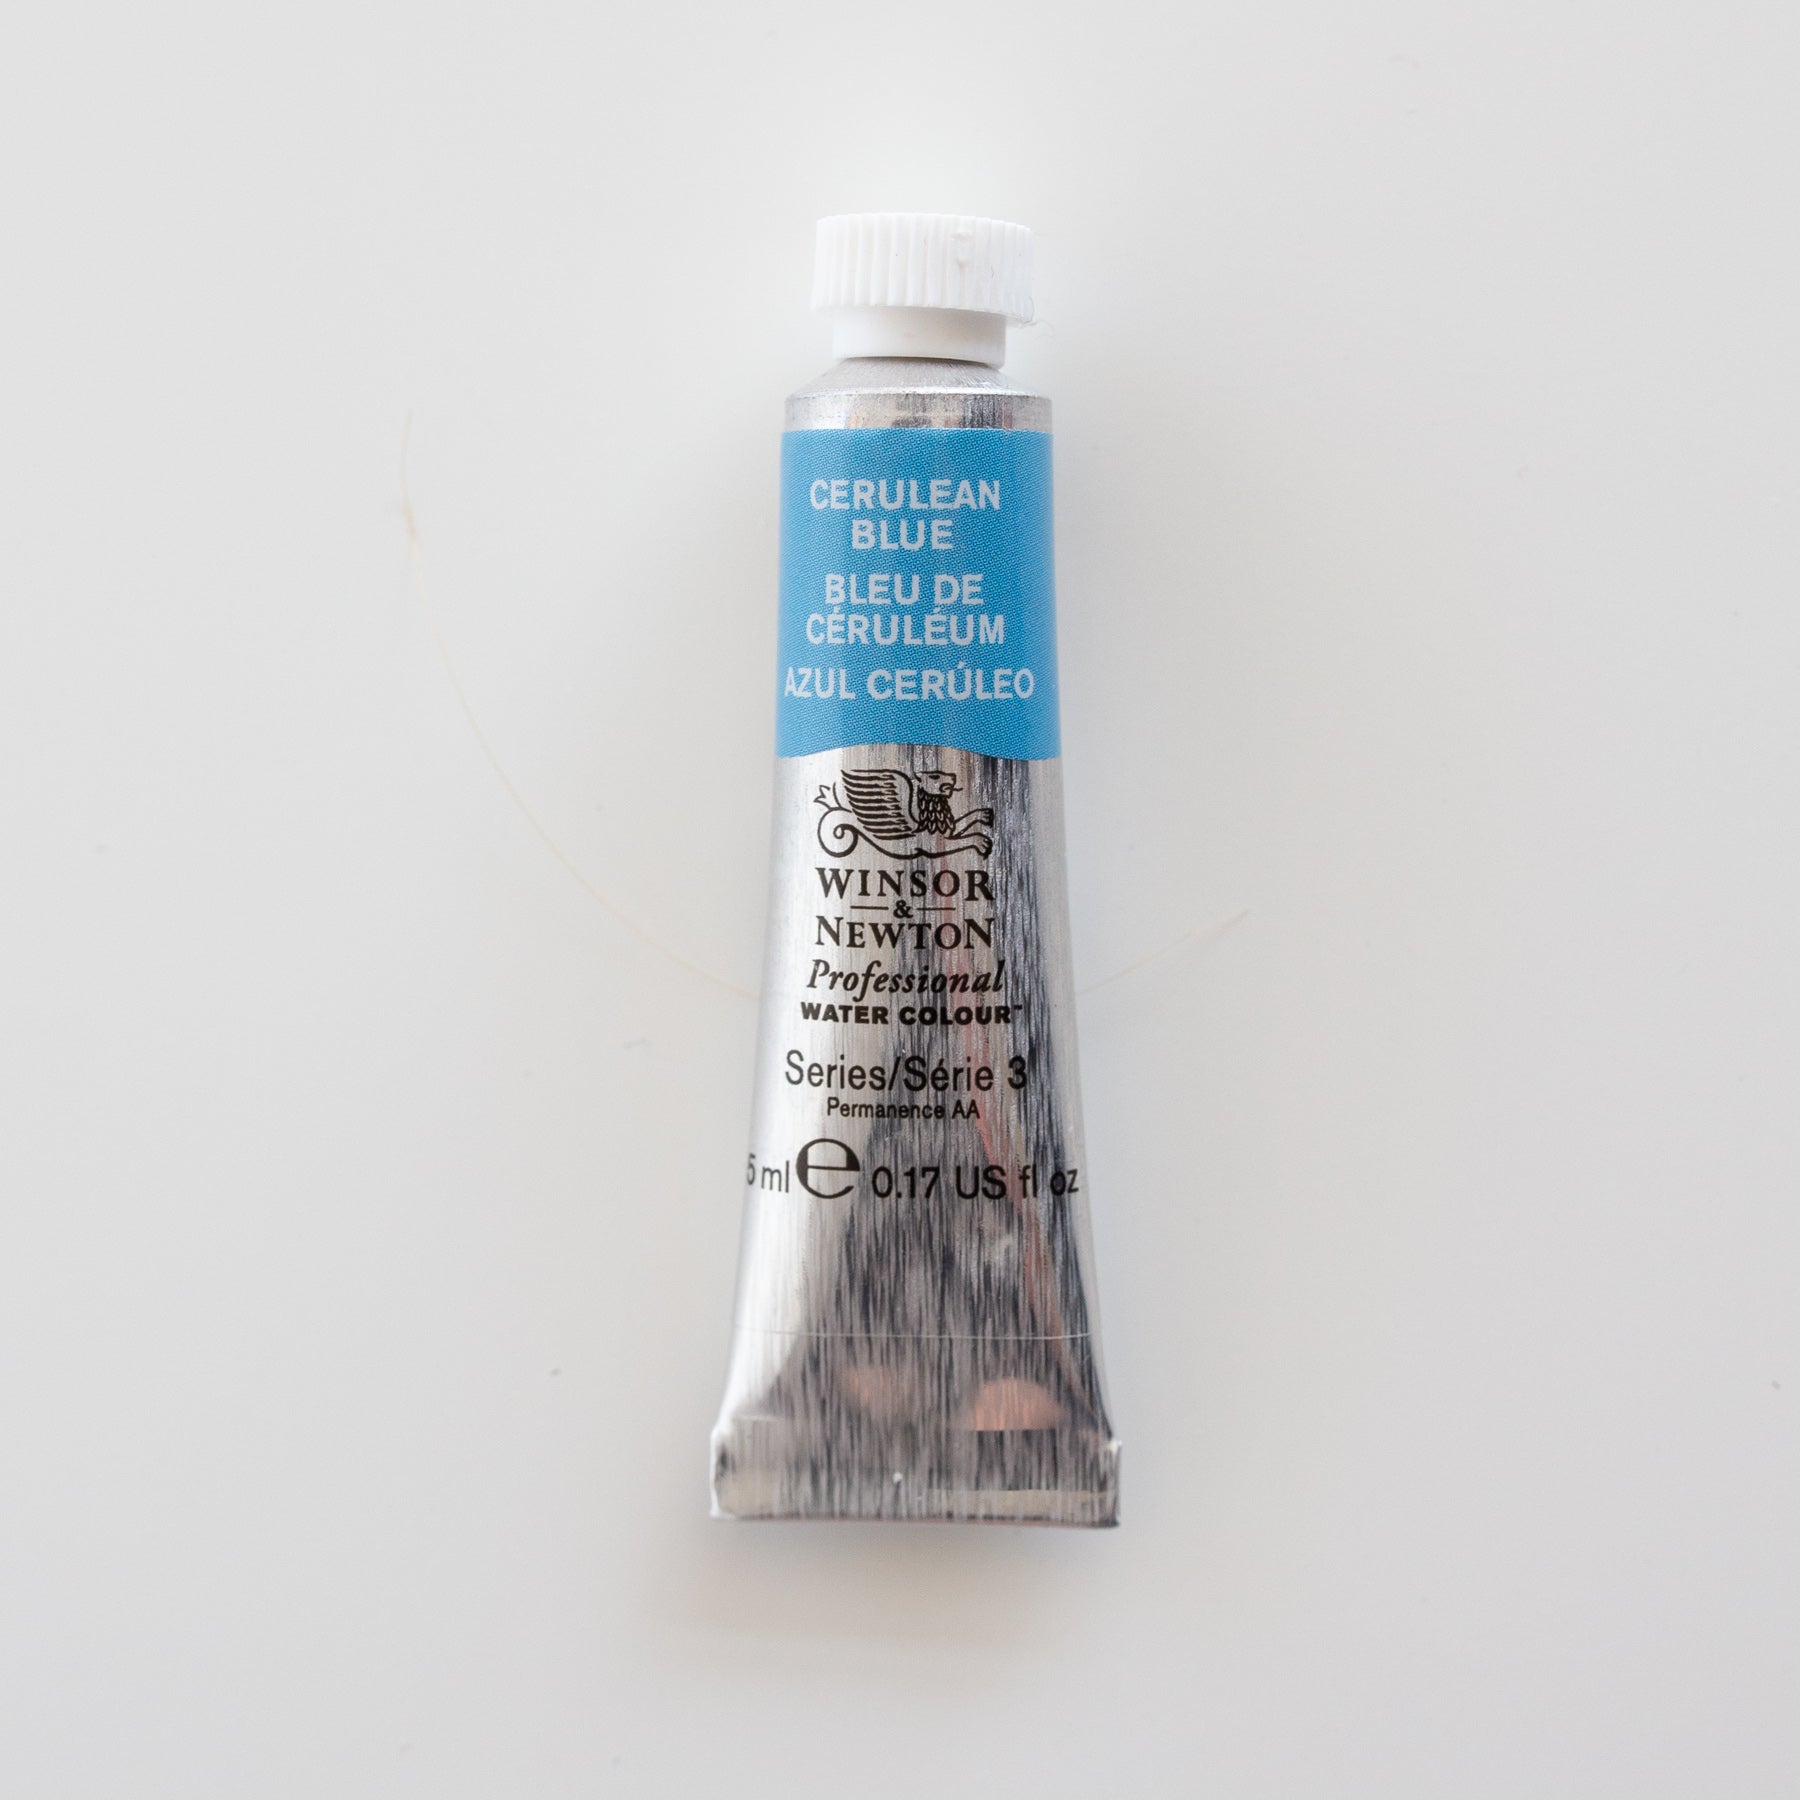 CERULEAN
BLUE
BLEU DE
CÉRULÉUM
AZUL CERÚLEO
WINSOR
&
NEWTON
Professional
WATER COLOUR™
Series/Série 3
Permanence AA
5 ml ℮ 0.17 US fl oz